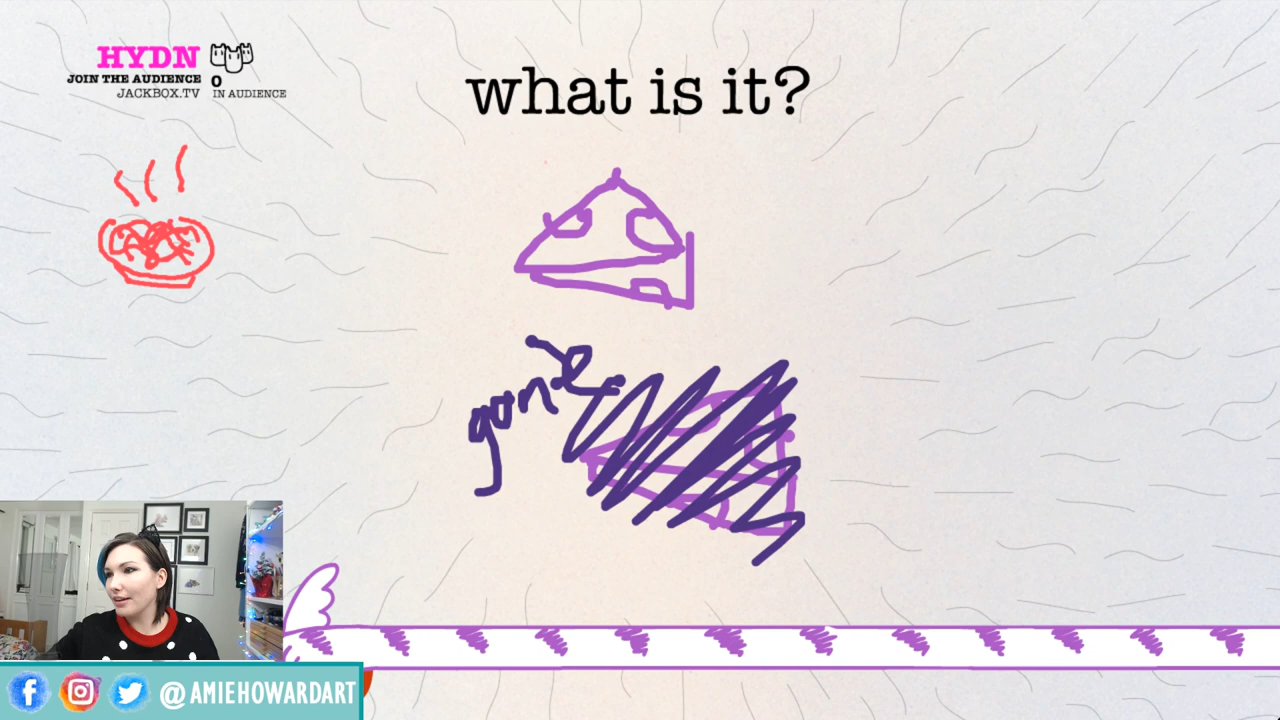 HYDN
JOIN THE AUDIENCE
JACKBOX.TV
0
IN AUDIENCE
what is it?
gone
@AMIEHOWARDART